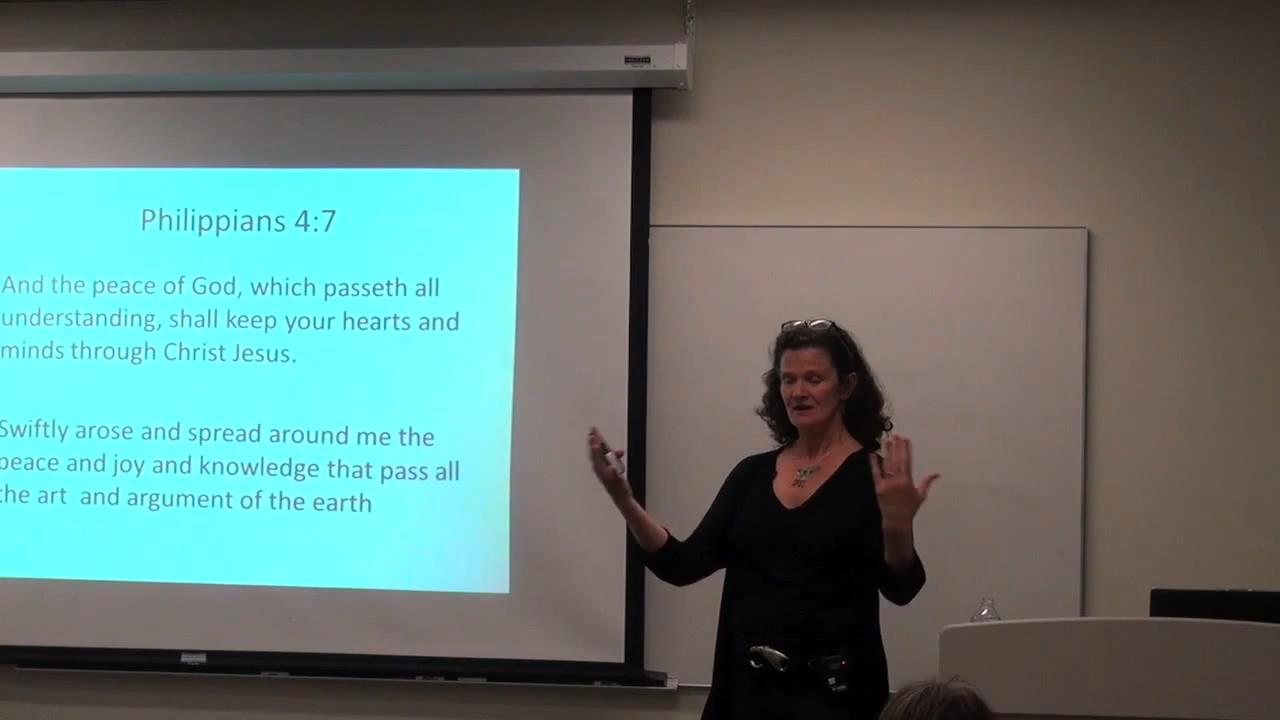 Philippians 4:7
And the peace of God, which passeth all
understanding, shall keep your hearts and
minds through Christ Jesus.
Swiftly arose and spread around me the
peace and joy and knowledge that pass all
the art and argument of the earth